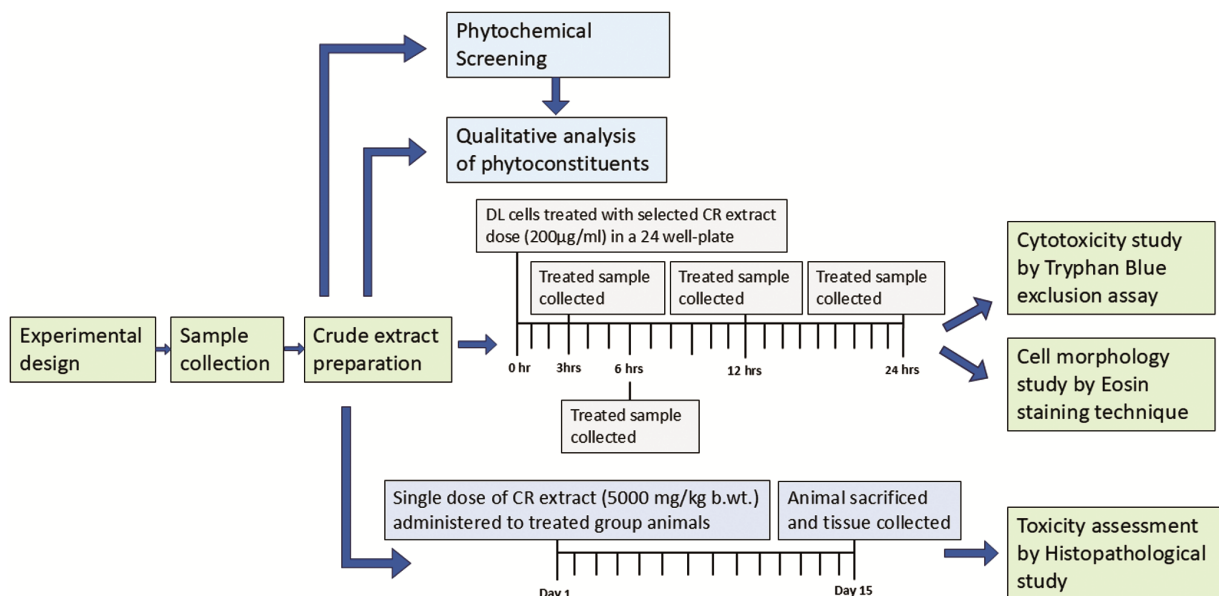 Phytochemical
Screening
Qualitative analysis
of phytoconstituents
DL cells treated with selected CR extract
dose (200µg/ml) in a 24 well-plate
Treated sample
collected
Treated sample
collected
Treated sample
collected
0 hr
3hrs
6 hrs
12 hrs
24 hrs
Treated sample
collected
Experimental
design
Sample
collection
Crude extract
preparation
Cytotoxicity study
by Tryphan Blue
exclusion assay
Cell morphology
study by Eosin
staining technique
Single dose of CR extract (5000 mg/kg b.wt.)
administered to treated group animals
Animal sacrificed
and tissue collected
Day 1
Day 15
Toxicity assessment
by Histopathological
study